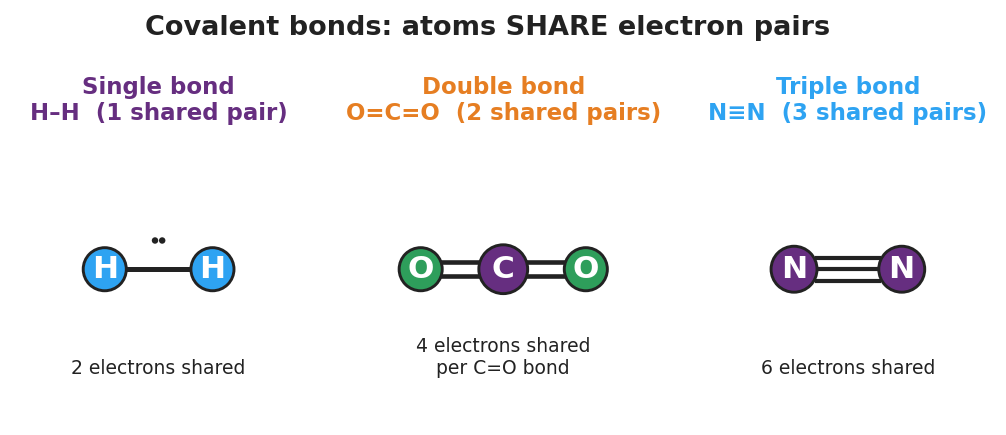 Covalent bonds: atoms SHARE electron pairs
Single bond
H–H  (1 shared pair)
Double bond
O=C=O  (2 shared pairs)
Triple bond
N≡N  (3 shared pairs)
H H
O C O
N N
2 electrons shared
4 electrons shared
per C=O bond
6 electrons shared